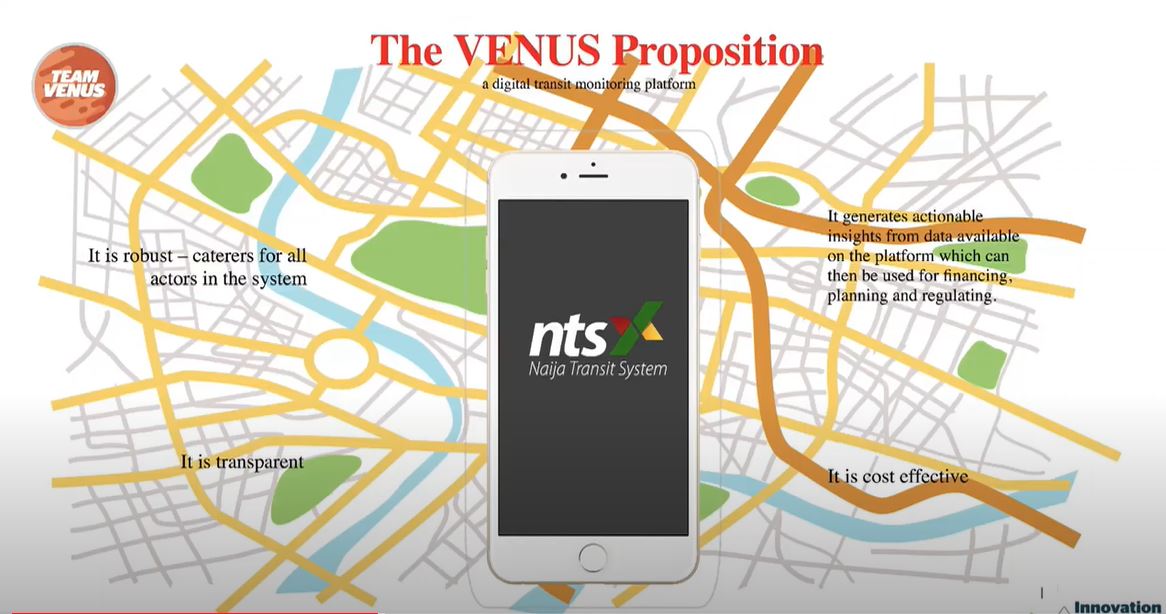 The VENUS Proposition
a digital transit monitoring platform
TEAM
VENUS
It is robust – caterers for all
actors in the system
It is transparent
nts
Naija Transit System
It generates actionable
insights from data available
on the platform which can
then be used for financing,
planning and regulating.
It is cost effective
Innovation